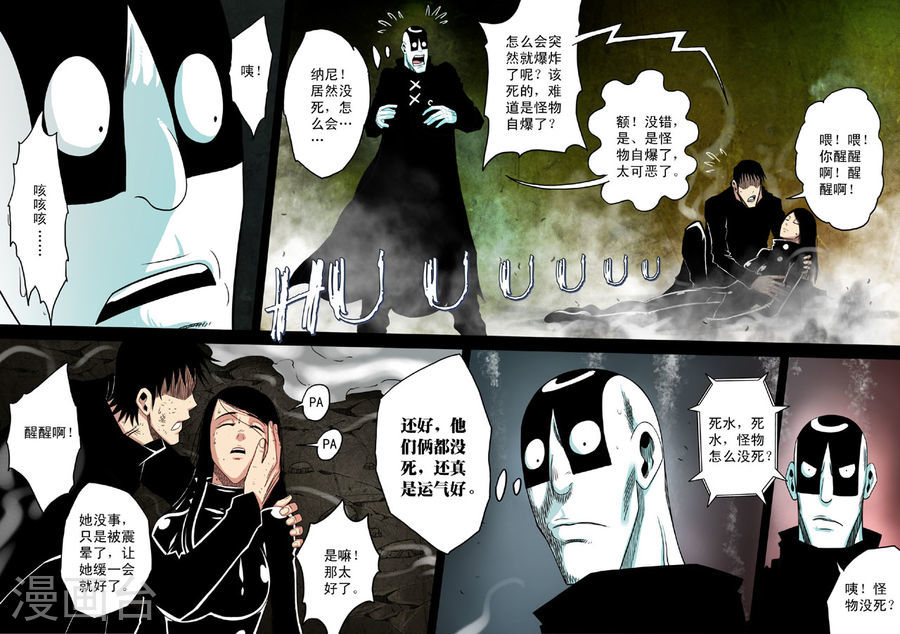 咦！
咳咳咳
……
纳尼！
居然没
死，怎
么会……
……
怎么会突
然就爆炸
了呢？该
死的，难
道是怪物
自爆了？
额！没错，
是、是怪
物自爆了，
太可恶了。
喂！喂！
你醒醒
啊！醒
醒啊！
HUUUUUU
醒醒啊！
PA
PA
她没事，
只是被震
晕了，让
她缓一会
就好了。
是嘛！
那太
好了。
还好，他
们俩都没
死，还真
是运气好。
死水，死
水，怪物
怎么没死？
咦！怪
物没死？
漫画台